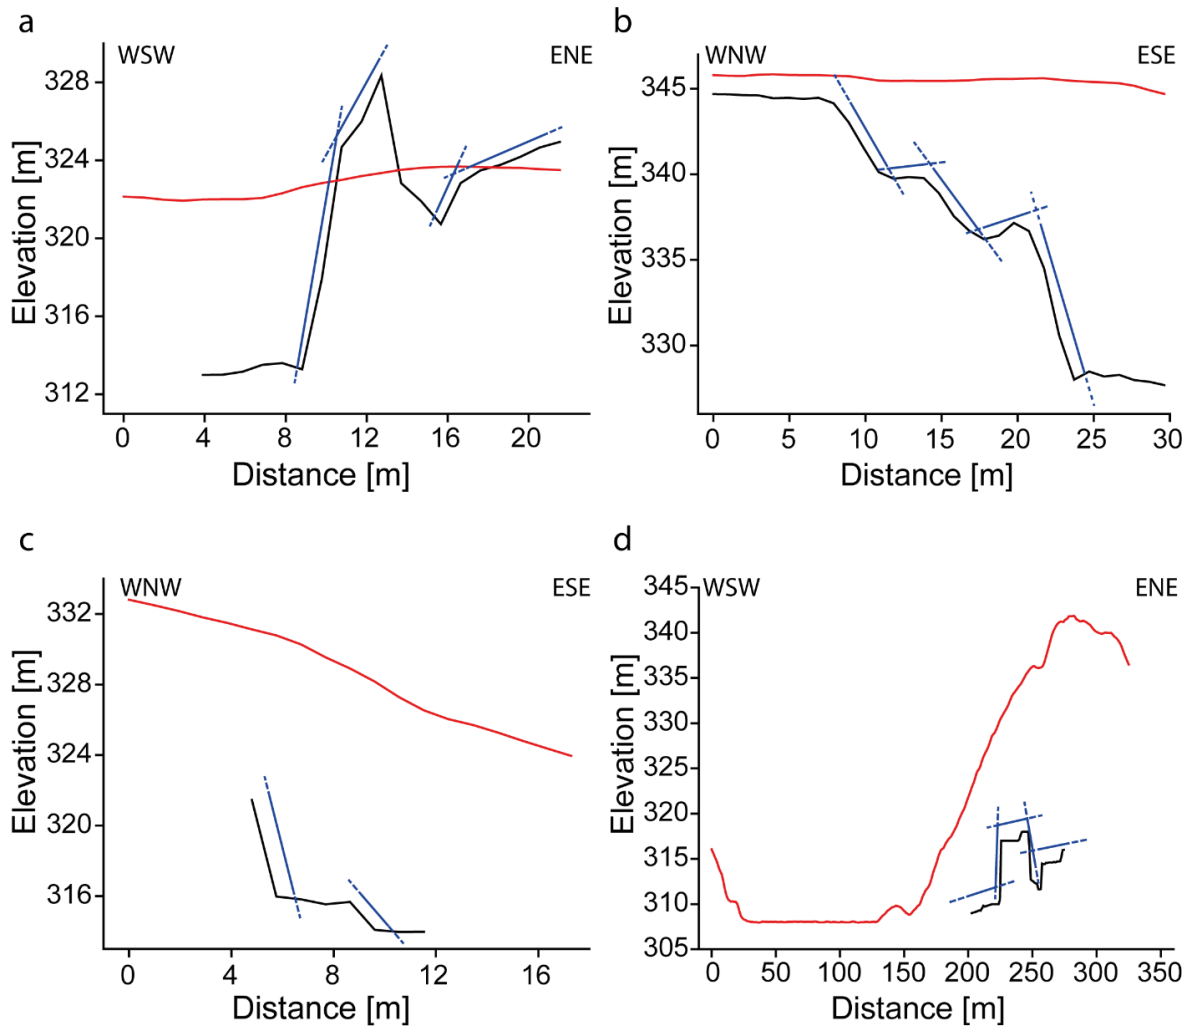 a
WSW ENE
328
324
320
316
312
Elevation [m]
0 4 8 12 16 20
Distance [m]
b
WNW ESE
345
340
335
330
Elevation [m]
0 5 10 15 20 25 30
Distance [m]
c
WNW ESE
332
328
324
320
316
Elevation [m]
0 4 8 12 16
Distance [m]
d
WSW ENE
345
340
335
330
325
320
315
310
305
Elevation [m]
0 50 100 150 200 250 300 350
Distance [m]